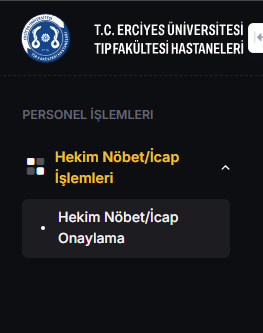 T.C. ERCİYES ÜNİVERSİTESİ
TIP FAKÜLTESİ HASTANELERİ
PERSONEL İŞLEMLERİ
Hekim Nöbet/İcap
İşlemleri
Hekim Nöbet/İcap
Onaylama